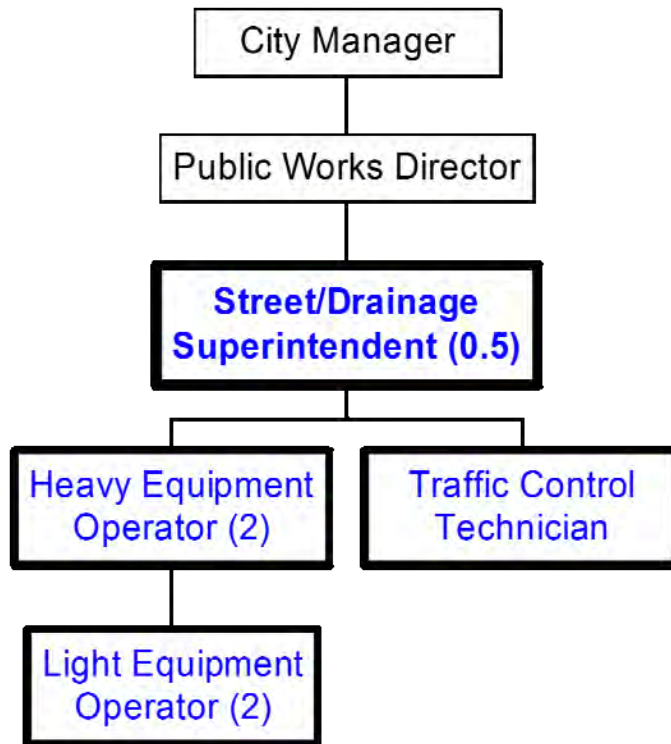 City Manager
Public Works Director
Street/Drainage
Superintendent (0.5)
Heavy Equipment
Operator (2)
Traffic Control
Technician
Light Equipment
Operator (2)